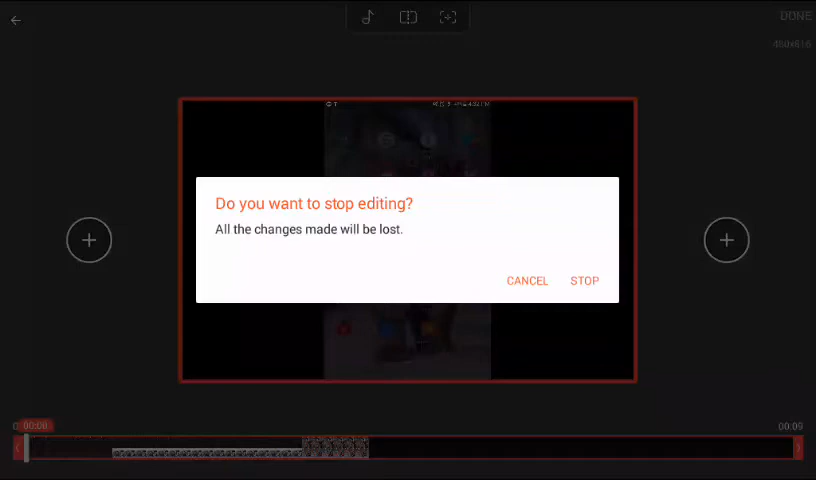 DONE
480x816
Do you want to stop editing?
All the changes made will be lost.
CANCEL
STOP
00:00
00:09